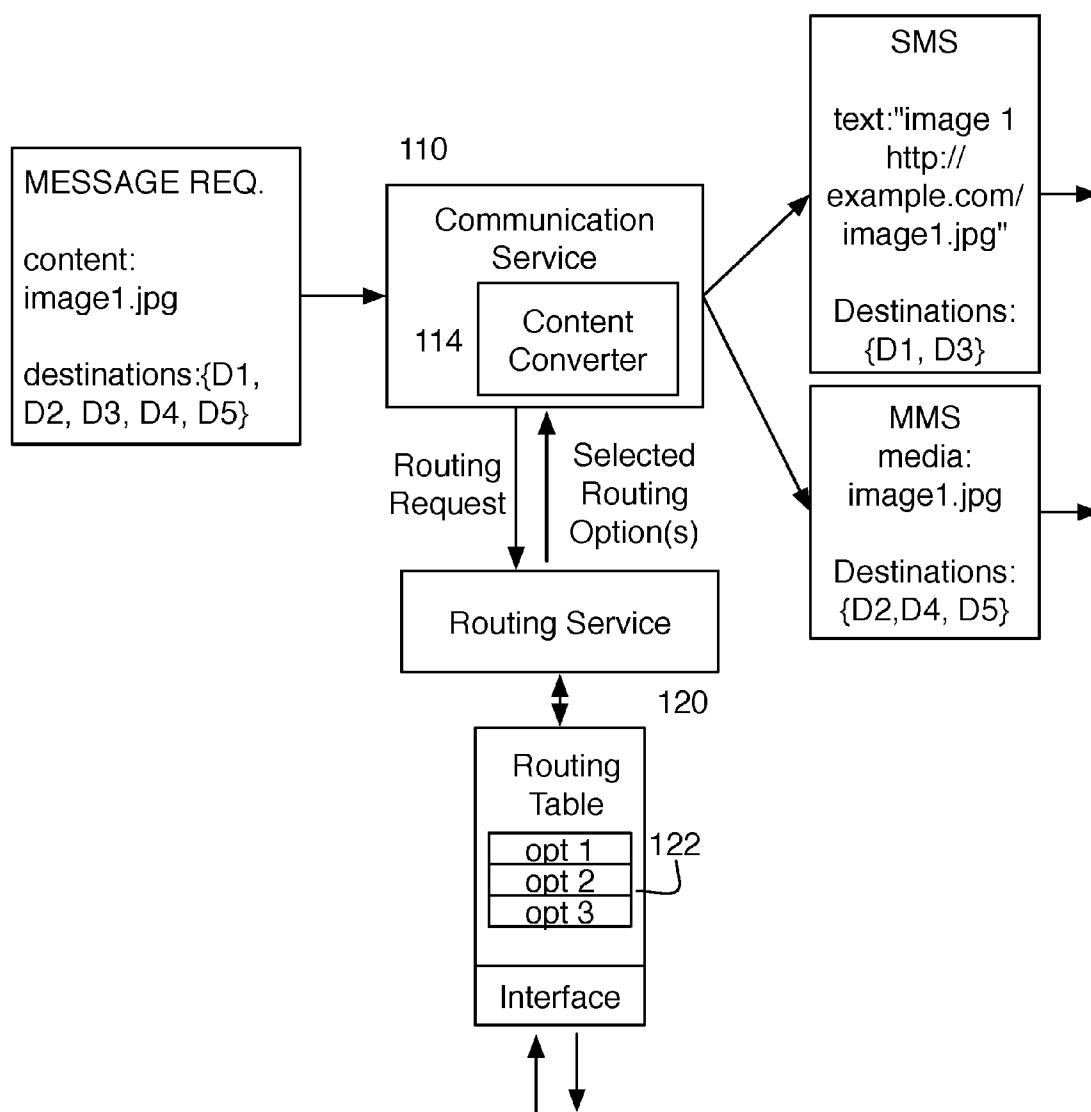 MESSAGE REQ.
content:
image1.jpg
destinations:{D1,
D2, D3, D4, D5}
110
Communication
Service
114
Content
Converter
SMS
text:"image 1
http://
example.com/
image1.jpg"
Destinations:
{D1, D3}
MMS
media:
image1.jpg
Destinations:
{D2,D4, D5}
Routing
Request
Selected
Routing
Option(s)
Routing Service
120
Routing
Table
opt 1
opt 2
opt 3
122
Interface